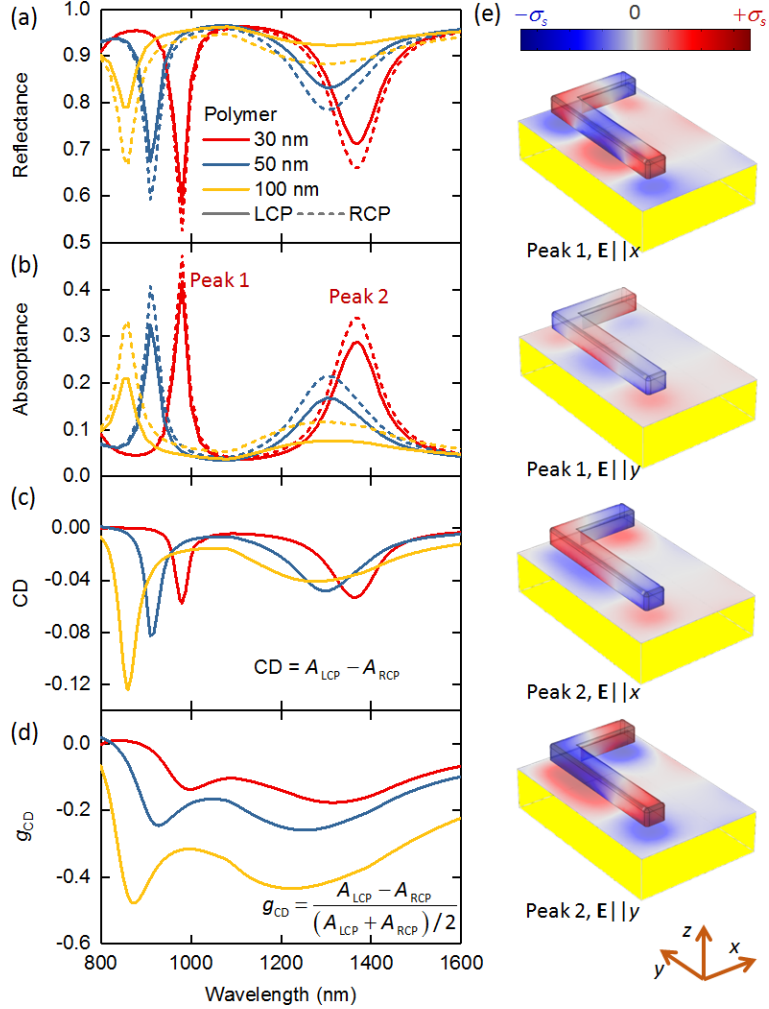 (a)
1.0
0.9
0.8
0.7
0.6
0.5
Reflectance
Polymer
30 nm
50 nm
100 nm
LCP
RCP
(b)
0.4
0.3
0.2
0.1
0.0
Absorptance
Peak 1
Peak 2
(c)
0.00
-0.04
-0.08
-0.12
CD
CD = A_LCP − A_RCP
(d)
0.0
-0.2
-0.4
-0.6
g_CD
g_CD = (A_LCP − A_RCP) / ((A_LCP + A_RCP)/2)
800 1000 1200 1400 1600
Wavelength (nm)
(e)
−σs 0 +σs
Peak 1, E||x
Peak 1, E||y
Peak 2, E||x
Peak 2, E||y
z
y
x